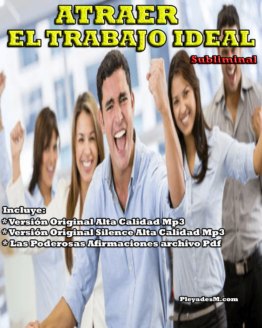 ATRAER
EL TRABAJO IDEAL
Subliminal
Incluye:
* Versión Original Alta Calidad Mp3
* Versión Original Silence Alta Calidad Mp3
* Las Poderosas Afirmaciones archivo Pdf
PleyadesM.com